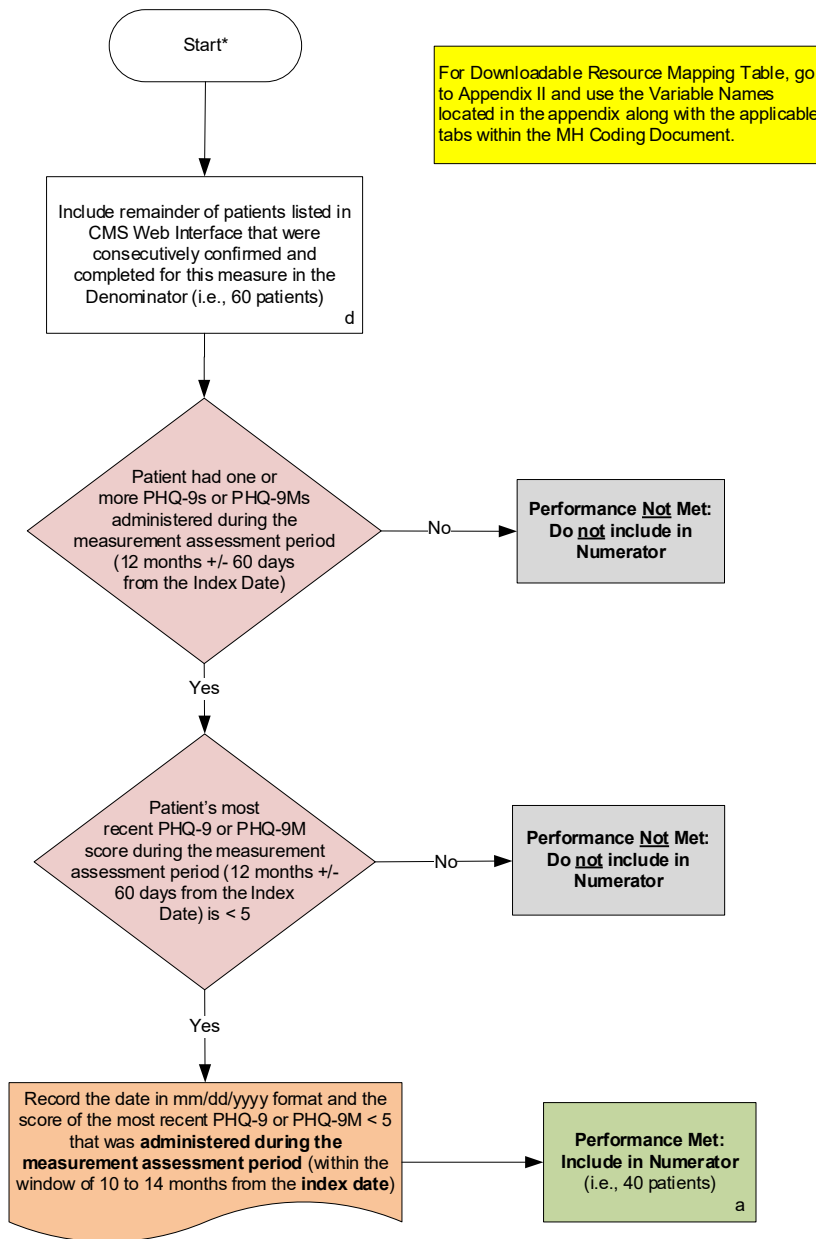 Start*
For Downloadable Resource Mapping Table, go
to Appendix II and use the Variable Names
located in the appendix along with the applicable
tabs within the MH Coding Document.
Include remainder of patients listed in
CMS Web Interface that were
consecutively confirmed and
completed for this measure in the
Denominator (i.e., 60 patients)
d
Patient had one or
more PHQ-9s or PHQ-9Ms
administered during the
measurement assessment period
(12 months +/- 60 days
from the Index Date)
No
Performance Not Met:
Do not include in
Numerator
Yes
Patient's most
recent PHQ-9 or PHQ-9M
score during the measurement
assessment period (12 months +/-
60 days from the Index
Date) is < 5
No
Performance Not Met:
Do not include in
Numerator
Yes
Record the date in mm/dd/yyyy format and the
score of the most recent PHQ-9 or PHQ-9M < 5
that was administered during the
measurement assessment period (within the
window of 10 to 14 months from the index date)
Performance Met:
Include in Numerator
(i.e., 40 patients)
a